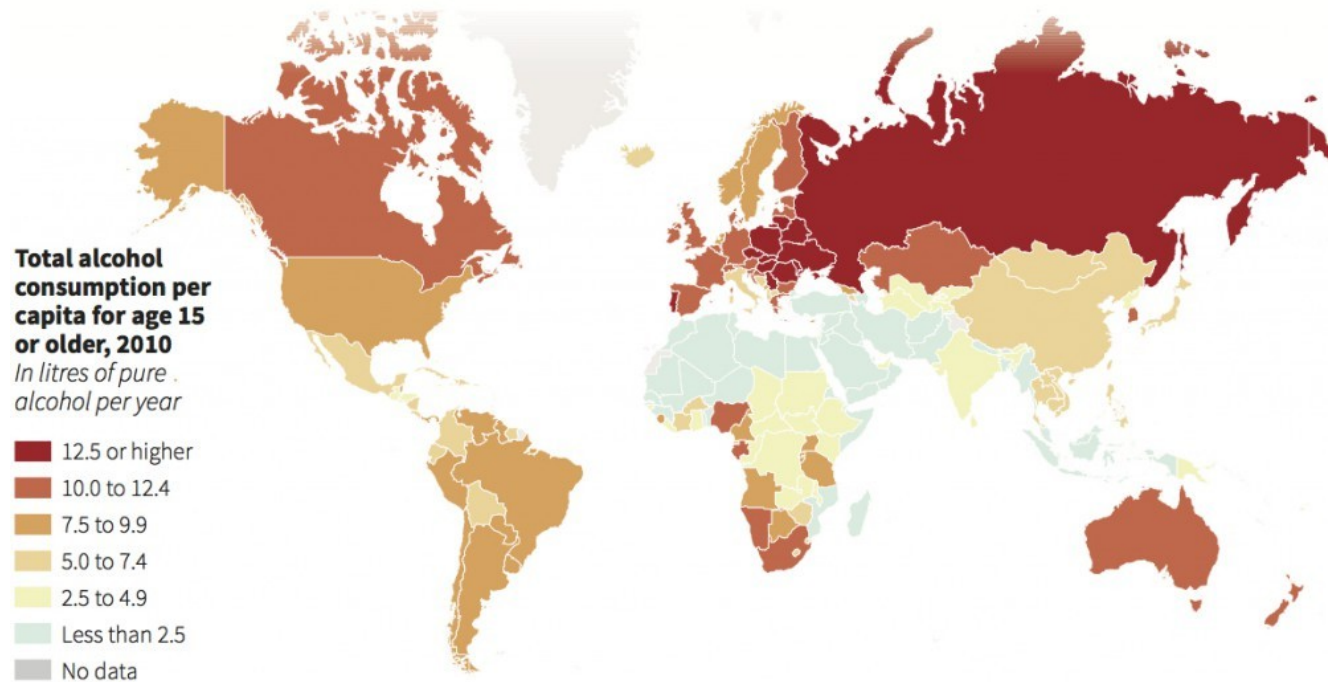 Total alcohol
consumption per
capita for age 15
or older, 2010
In litres of pure
alcohol per year
12.5 or higher
10.0 to 12.4
7.5 to 9.9
5.0 to 7.4
2.5 to 4.9
Less than 2.5
No data